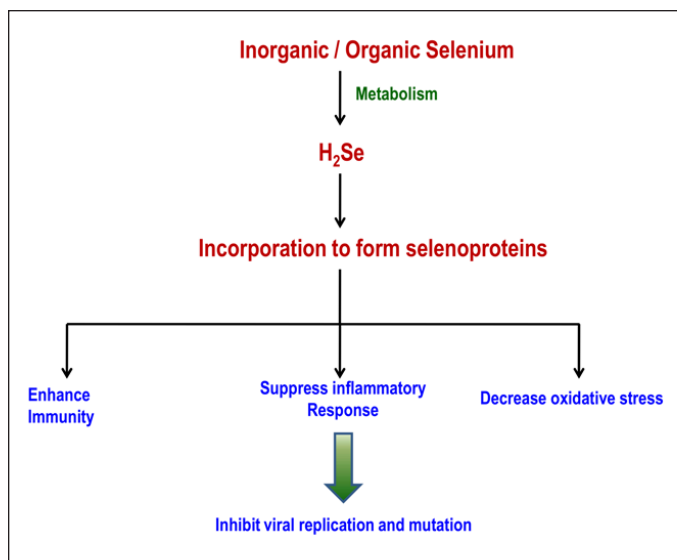 Inorganic / Organic Selenium
Metabolism
H₂Se
Incorporation to form selenoproteins
Enhance
Immunity
Suppress inflammatory
Response
Decrease oxidative stress
Inhibit viral replication and mutation